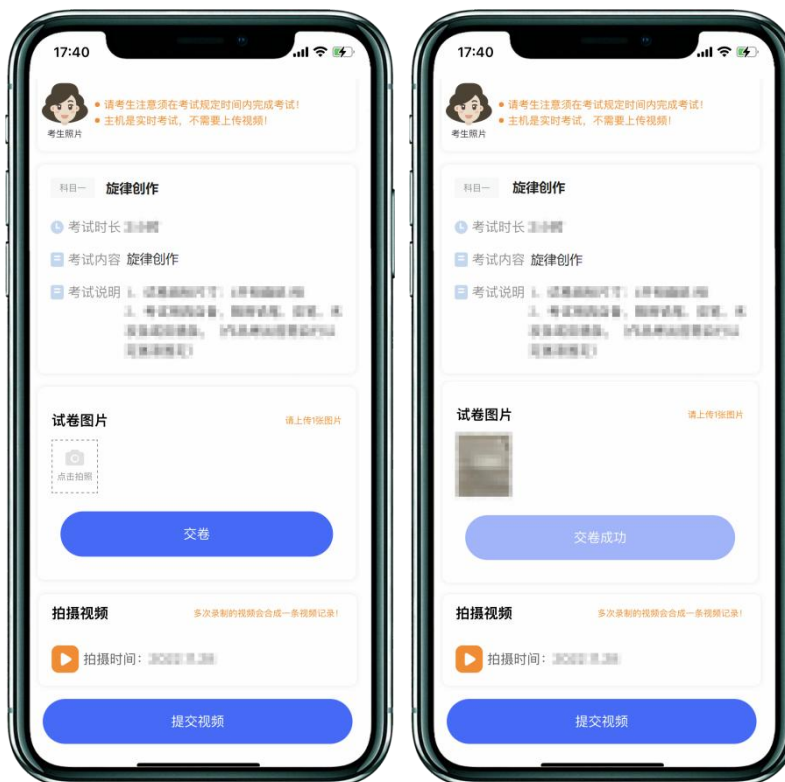 17:40
考生照片
请考生注意须在考试规定时间内完成考试!
主机是实时考试，不需要上传视频!
科目一 旋律创作
考试时长
考试内容 旋律创作
考试说明
试卷图片 请上传1张图片
点击拍照
交卷
拍摄视频 多次录制的视频会合成一条视频记录!
拍摄时间:
提交视频
17:40
考生照片
请考生注意须在考试规定时间内完成考试!
主机是实时考试，不需要上传视频!
科目一 旋律创作
考试时长
考试内容 旋律创作
考试说明
试卷图片 请上传1张图片
交卷成功
拍摄视频 多次录制的视频会合成一条视频记录!
拍摄时间:
提交视频